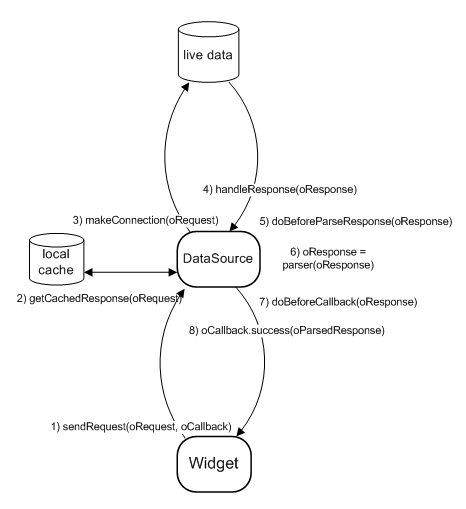 live data
4) handleResponse(oResponse)
3) makeConnection(oRequest)
5) doBeforeParseResponse(oResponse)
local
cache
DataSource
6) oResponse =
parser(oResponse)
2) getCachedResponse(oRequest)
7) doBeforeCallback(oResponse)
8) oCallback.success(oParsedResponse)
1) sendRequest(oRequest, oCallback)
Widget